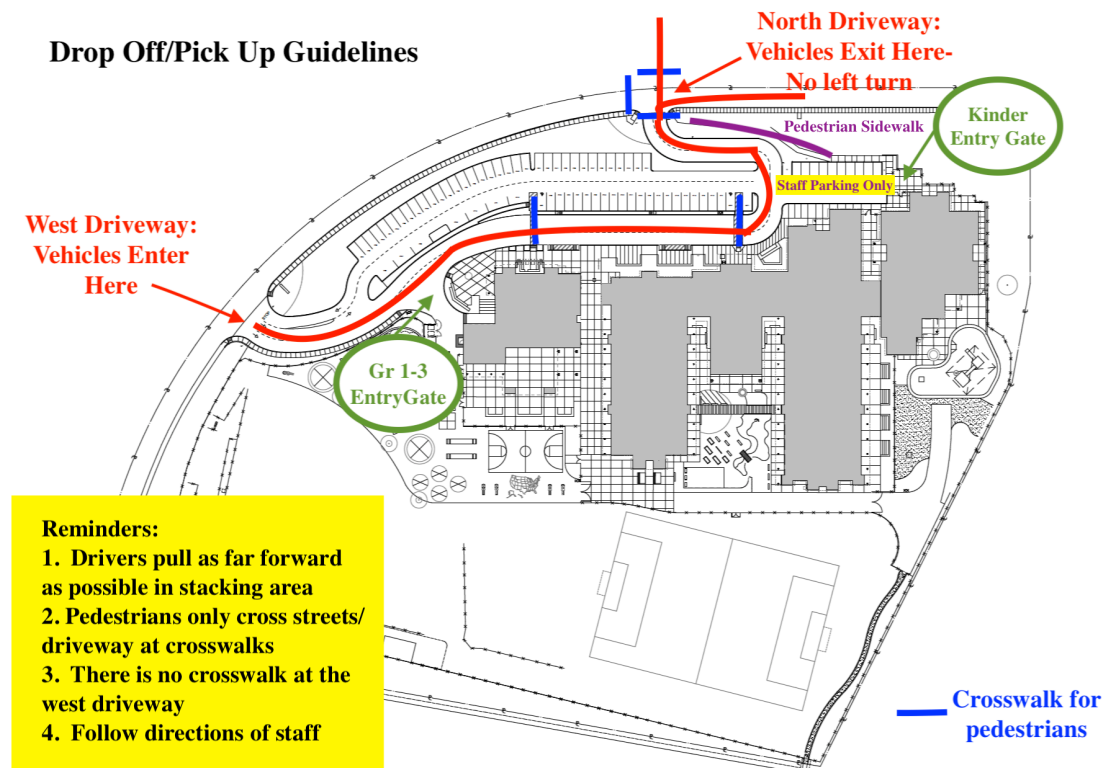 Drop Off/Pick Up Guidelines
North Driveway:
Vehicles Exit Here-
No left turn
Kinder
Entry Gate
Pedestrian Sidewalk
Staff Parking Only
West Driveway:
Vehicles Enter
Here
Gr 1-3
EntryGate
Reminders:
1. Drivers pull as far forward
as possible in stacking area
2. Pedestrians only cross streets/
driveway at crosswalks
3. There is no crosswalk at the
west driveway
4. Follow directions of staff
Crosswalk for
pedestrians